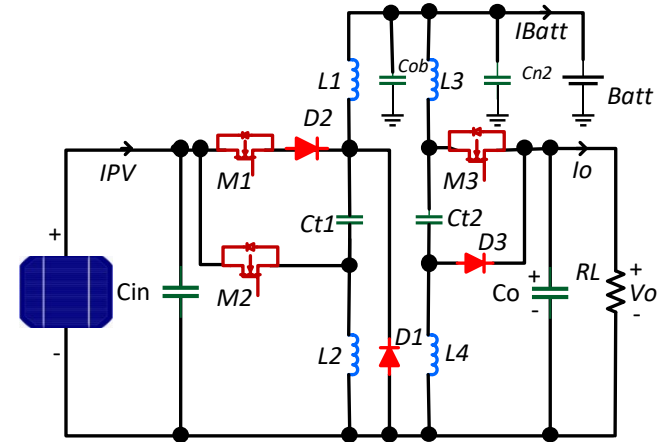 IBatt
L1
Cob
L3
Cn2
Batt
D2
IPV
M1
M3
Io
+
Ct1
Ct2
D3
M2
Cin
Co
+
-
RL
+
Vo
-
D1
L2
L4
-